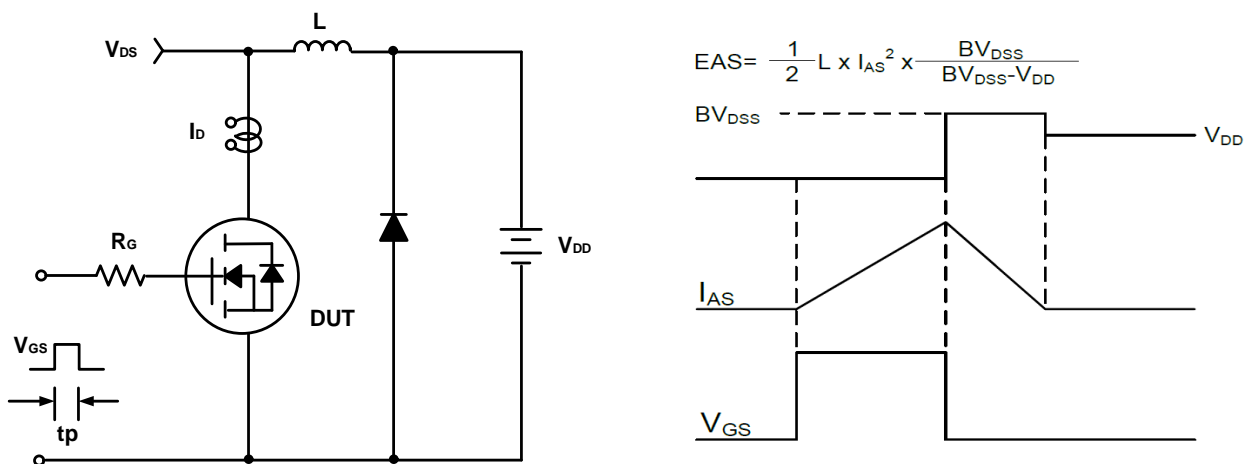 L
VDS
ID
RG
VDD
DUT
VGS
tp
EAS= 1/2 L x IAS² x BVDSS/BVDSS-VDD
BVDSS
VDD
IAS
VGS